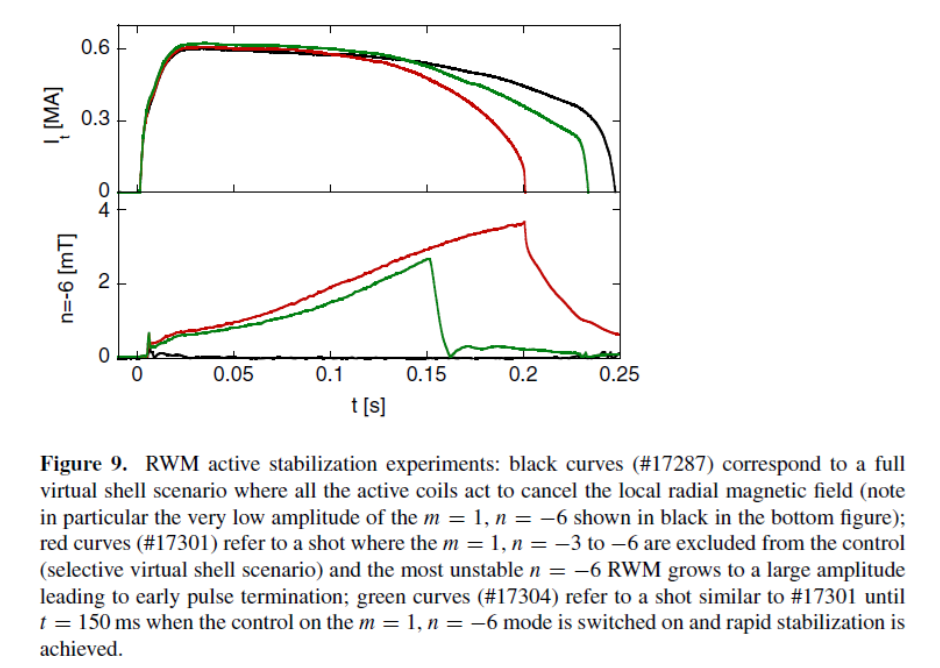 0.6
0.3
0
I_t [MA]
4
2
0
n=-6 [mT]
0 0.05 0.1 0.15 0.2 0.25
t [s]
Figure 9. RWM active stabilization experiments: black curves (#17287) correspond to a full
virtual shell scenario where all the active coils act to cancel the local radial magnetic field (note
in particular the very low amplitude of the m = 1, n = −6 shown in black in the bottom figure);
red curves (#17301) refer to a shot where the m = 1, n = −3 to −6 are excluded from the control
(selective virtual shell scenario) and the most unstable n = −6 RWM grows to a large amplitude
leading to early pulse termination; green curves (#17304) refer to a shot similar to #17301 until
t = 150 ms when the control on the m = 1, n = −6 mode is switched on and rapid stabilization is
achieved.